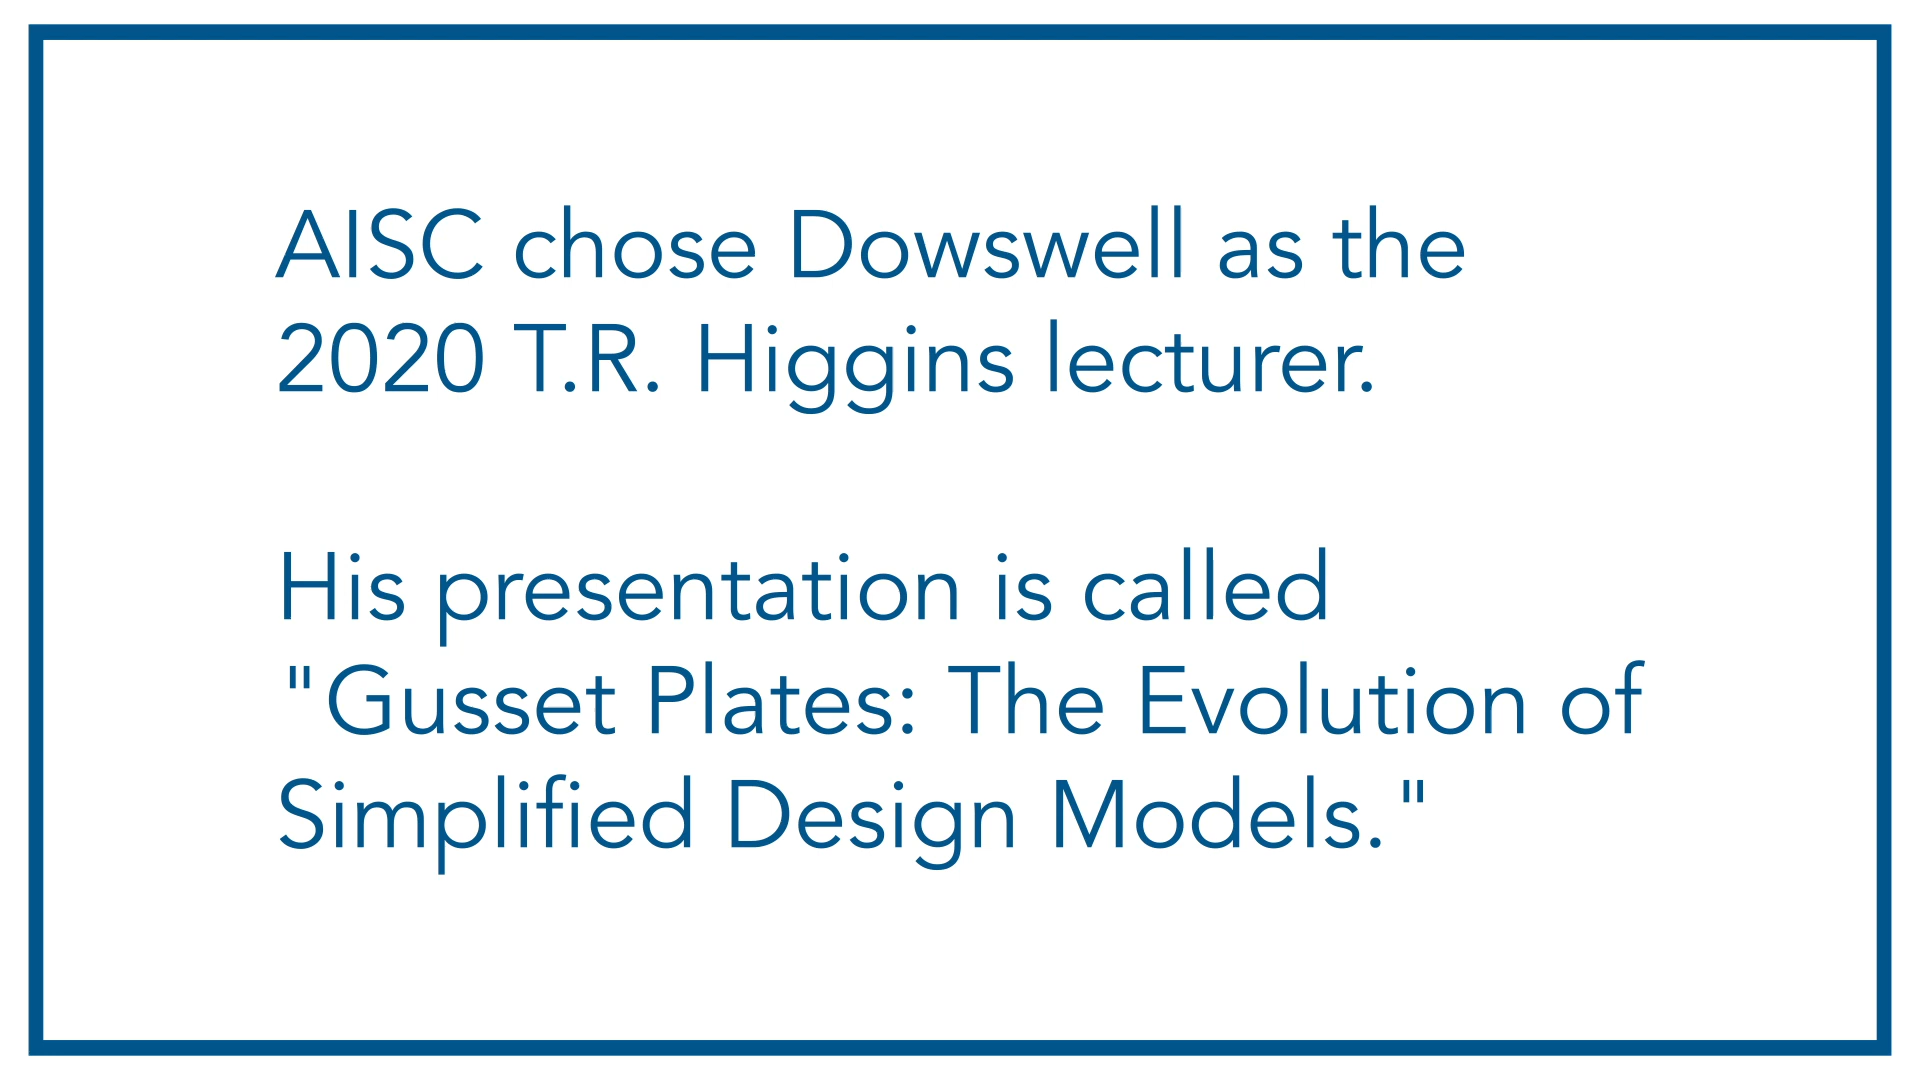 AISC chose Dowswell as the
2020 T.R. Higgins lecturer.
His presentation is called
"Gusset Plates: The Evolution of
Simplified Design Models."